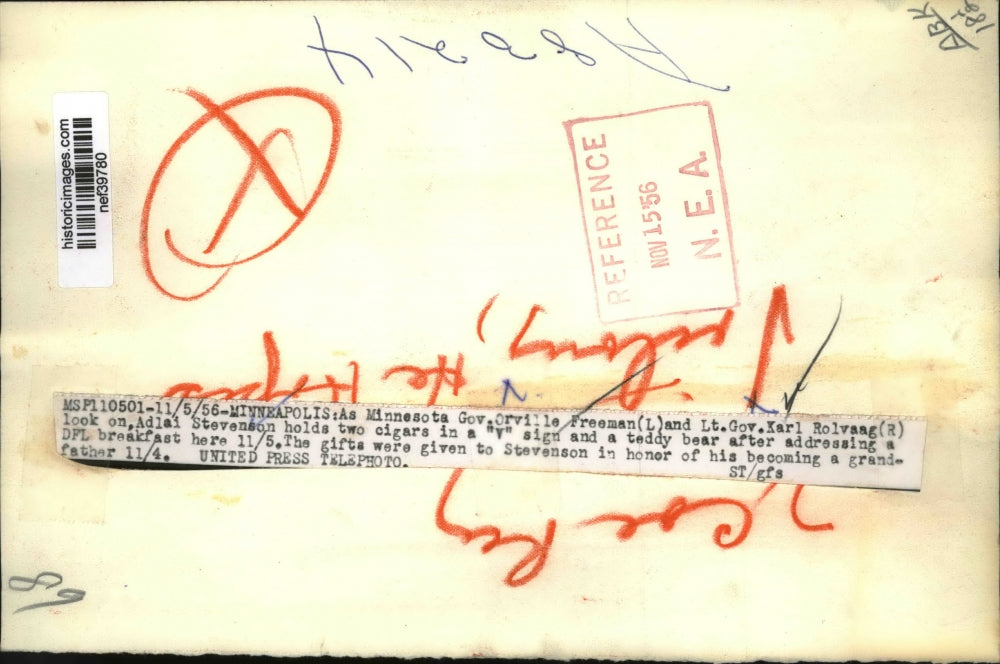 ABK
historicimages.com
nef39780
REFERENCE
NOV 15 '56
N. E. A.
He Hopes
MSP110501-11/5/56-MINNEAPOLIS:As Minnesota Gov.Orville Freeman(L)and Lt.Gov.Karl Rolvaag(R)
look on,Adlai Stevenson holds two cigars in a "V" sign and a teddy bear after addressing a
DFL breakfast here 11/5.The gifts were given to Stevenson in honor of his becoming a grand-
father 11/4. UNITED PRESS TELEPHOTO.
ST/gfs